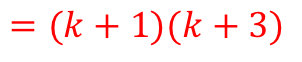 = (k + 1)(k + 3)